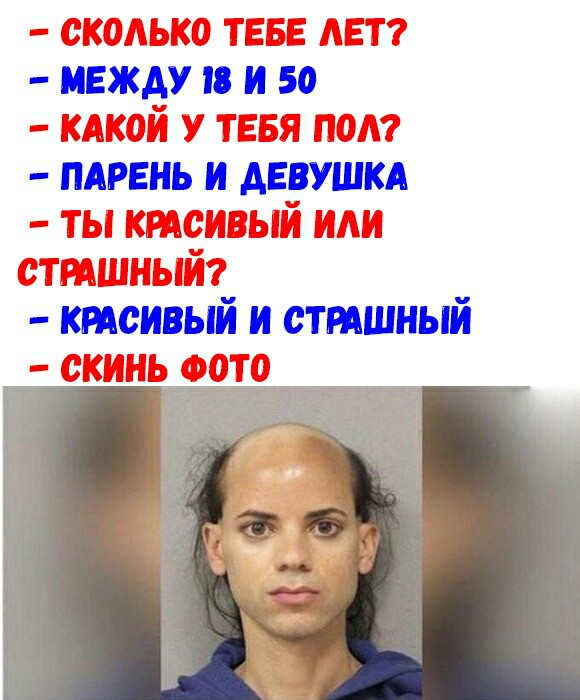 - СКОЛЬКО ТЕБЕ ЛЕТ?
- МЕЖДУ 18 И 50
- КАКОЙ У ТЕБЯ ПОЛ?
- ПАРЕНЬ И ДЕВУШКА
- ТЫ КРАСИВЫЙ ИЛИ
СТРАШНЫЙ?
- КРАСИВЫЙ И СТРАШНЫЙ
- СКИНЬ ФОТО